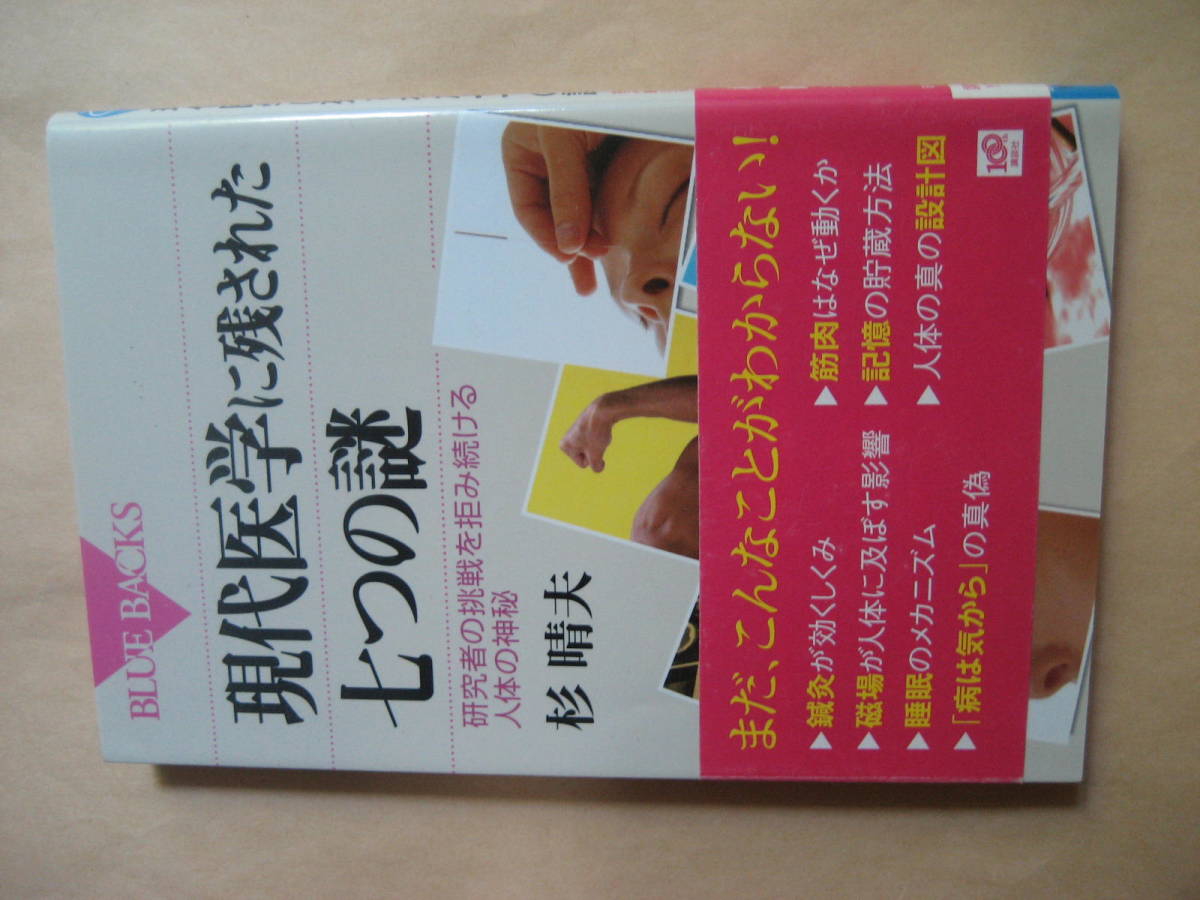 BLUE BACKS
現代医学に残された
七つの謎
研究者の挑戦を拒み続ける
人体の神秘
杉 晴夫
まだ、こんなことがわからない!
▶鍼灸が効くしくみ
▶磁場が人体に及ぼす影響
▶睡眠のメカニズム
▶「病は気から」の真偽
▶筋肉はなぜ動くか
▶記憶の貯蔵方法
▶人体の真の設計図
100th
講談社